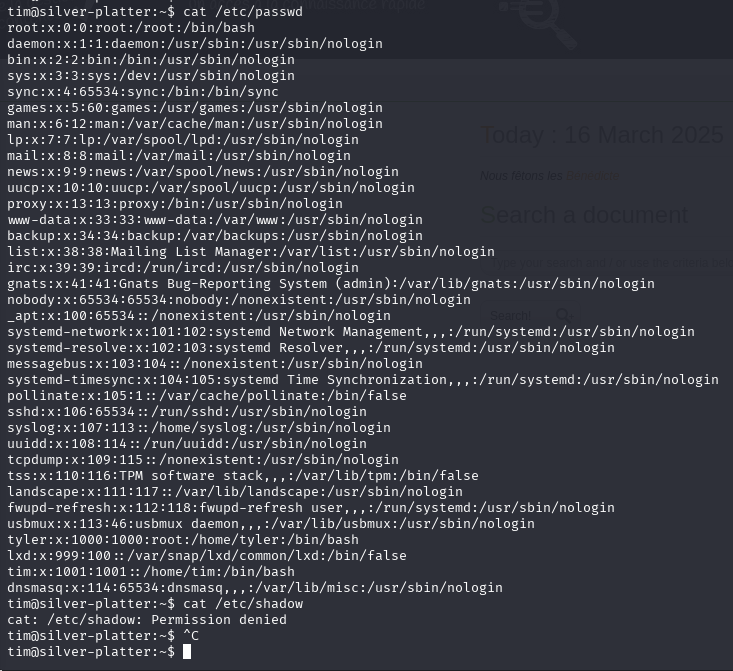 connaissance rapide
tim@silver-platter:~$ cat /etc/passwd
root:x:0:0:root:/root:/bin/bash
daemon:x:1:1:daemon:/usr/sbin:/usr/sbin/nologin
bin:x:2:2:bin:/bin:/usr/sbin/nologin
sys:x:3:3:sys:/dev:/usr/sbin/nologin
sync:x:4:65534:sync:/bin:/bin/sync
games:x:5:60:games:/usr/games:/usr/sbin/nologin
man:x:6:12:man:/var/cache/man:/usr/sbin/nologin
lp:x:7:7:lp:/var/spool/lpd:/usr/sbin/nologin
mail:x:8:8:mail:/var/mail:/usr/sbin/nologin
news:x:9:9:news:/var/spool/news:/usr/sbin/nologin
uucp:x:10:10:uucp:/var/spool/uucp:/usr/sbin/nologin
proxy:x:13:13:proxy:/bin:/usr/sbin/nologin
www-data:x:33:33:www-data:/var/www:/usr/sbin/nologin
backup:x:34:34:backup:/var/backups:/usr/sbin/nologin
list:x:38:38:Mailing List Manager:/var/list:/usr/sbin/nologin
irc:x:39:39:ircd:/run/ircd:/usr/sbin/nologin
gnats:x:41:41:Gnats Bug-Reporting System (admin):/var/lib/gnats:/usr/sbin/nologin
nobody:x:65534:65534:nobody:/nonexistent:/usr/sbin/nologin
_apt:x:100:65534::/nonexistent:/usr/sbin/nologin
systemd-network:x:101:102:systemd Network Management,,,:/run/systemd:/usr/sbin/nologin
systemd-resolve:x:102:103:systemd Resolver,,,:/run/systemd:/usr/sbin/nologin
messagebus:x:103:104::/nonexistent:/usr/sbin/nologin
systemd-timesync:x:104:105:systemd Time Synchronization,,,:/run/systemd:/usr/sbin/nologin
pollinate:x:105:1::/var/cache/pollinate:/bin/false
sshd:x:106:65534::/run/sshd:/usr/sbin/nologin
syslog:x:107:113::/home/syslog:/usr/sbin/nologin
uuidd:x:108:114::/run/uuidd:/usr/sbin/nologin
tcpdump:x:109:115::/nonexistent:/usr/sbin/nologin
tss:x:110:116:TPM software stack,,,:/var/lib/tpm:/bin/false
landscape:x:111:117::/var/lib/landscape:/usr/sbin/nologin
fwupd-refresh:x:112:118:fwupd-refresh user,,,:/run/systemd:/usr/sbin/nologin
usbmux:x:113:46:usbmux daemon,,,:/var/lib/usbmux:/usr/sbin/nologin
tyler:x:1000:1000:root:/home/tyler:/bin/bash
lxd:x:999:100::/var/snap/lxd/common/lxd:/bin/false
tim:x:1001:1001::/home/tim:/bin/bash
dnsmasq:x:114:65534:dnsmasq,,,:/var/lib/misc:/usr/sbin/nologin
tim@silver-platter:~$ cat /etc/shadow
cat: /etc/shadow: Permission denied
tim@silver-platter:~$ ^C
tim@silver-platter:~$
Today : 16 March 2025
Nous fêtons les
Search a document
Search